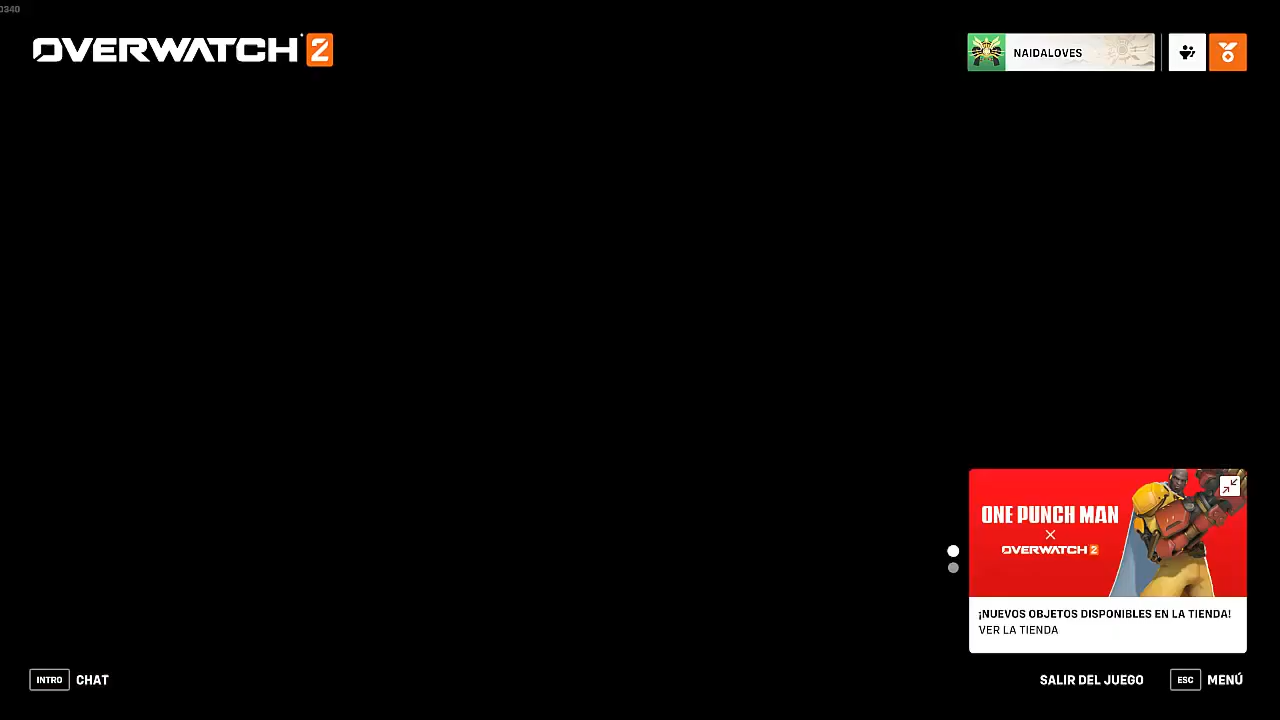 0340
OVERWATCH 2
NAIDALOVES
ONE PUNCH MAN
×
OVERWATCH 2
¡NUEVOS OBJETOS DISPONIBLES EN LA TIENDA!
VER LA TIENDA
INTRO CHAT
SALIR DEL JUEGO
ESC MENÚ